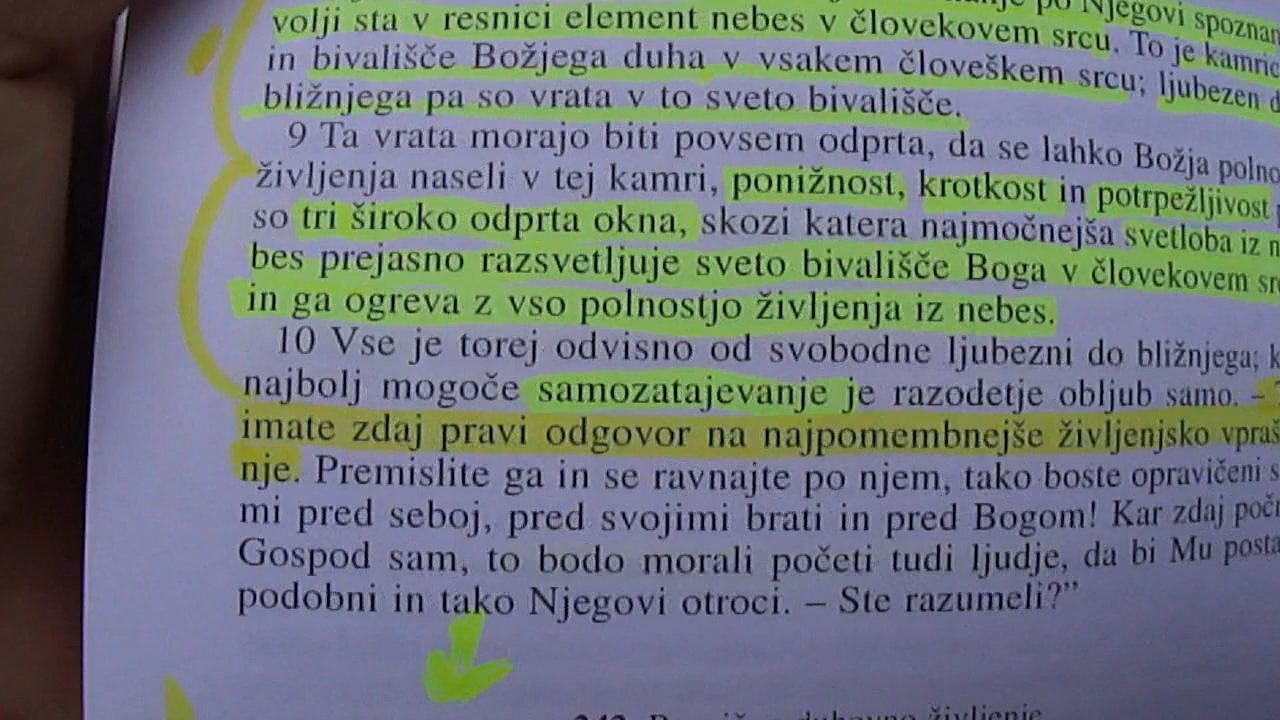 po Njegovi spoznan
volji sta v resnici element nebes v človekovem srcu. To je kamric
in bivališče Božjega duha v vsakem človeškem srcu; ljubezen d
bližnjega pa so vrata v to sveto bivališče.
9 Ta vrata morajo biti povsem odprta, da se lahko Božja polno
življenja naseli v tej kamri, ponižnost, krotkost in potrpežljivost
so tri široko odprta okna, skozi katera najmočnejša svetloba iz n
bes prejasno razsvetljuje sveto bivališče Boga v človekovem sr
in ga ogreva z vso polnostjo življenja iz nebes.
10 Vse je torej odvisno od svobodne ljubezni do bližnjega; k
najbolj mogoče samozatajevanje je razodetje obljub samo. –
imate zdaj pravi odgovor na najpomembnejše življenjsko vpraš
nje. Premislite ga in se ravnajte po njem, tako boste opravičeni s
mi pred seboj, pred svojimi brati in pred Bogom! Kar zdaj poči
Gospod sam, to bodo morali početi tudi ljudje, da bi Mu posta
podobni in tako Njegovi otroci. – Ste razumeli?”
duhovno življenje